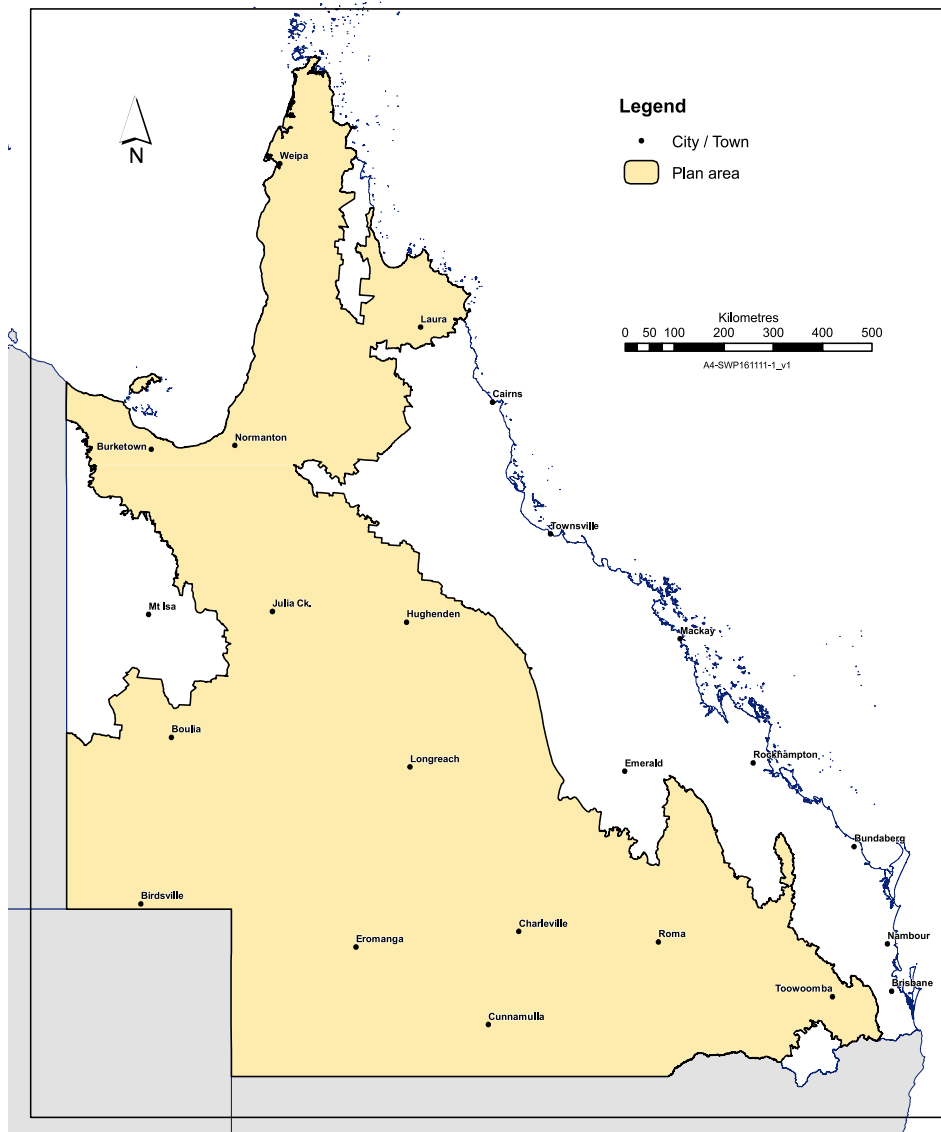 Legend
City / Town
Plan area
N
Weipa
Kilometres
0 50 100 200 300 400 500
A4-SWP161111-1_v1
Laura
Cairns
Normanton
Burketown
Townsville
Mt Isa
Julia Ck.
Hughenden
Mackay
Boulia
Longreach
Emerald
Rockhampton
Bundaberg
Birdsville
Charleville
Roma
Nambour
Eromanga
Toowoomba
Brisbane
Cunnamulla